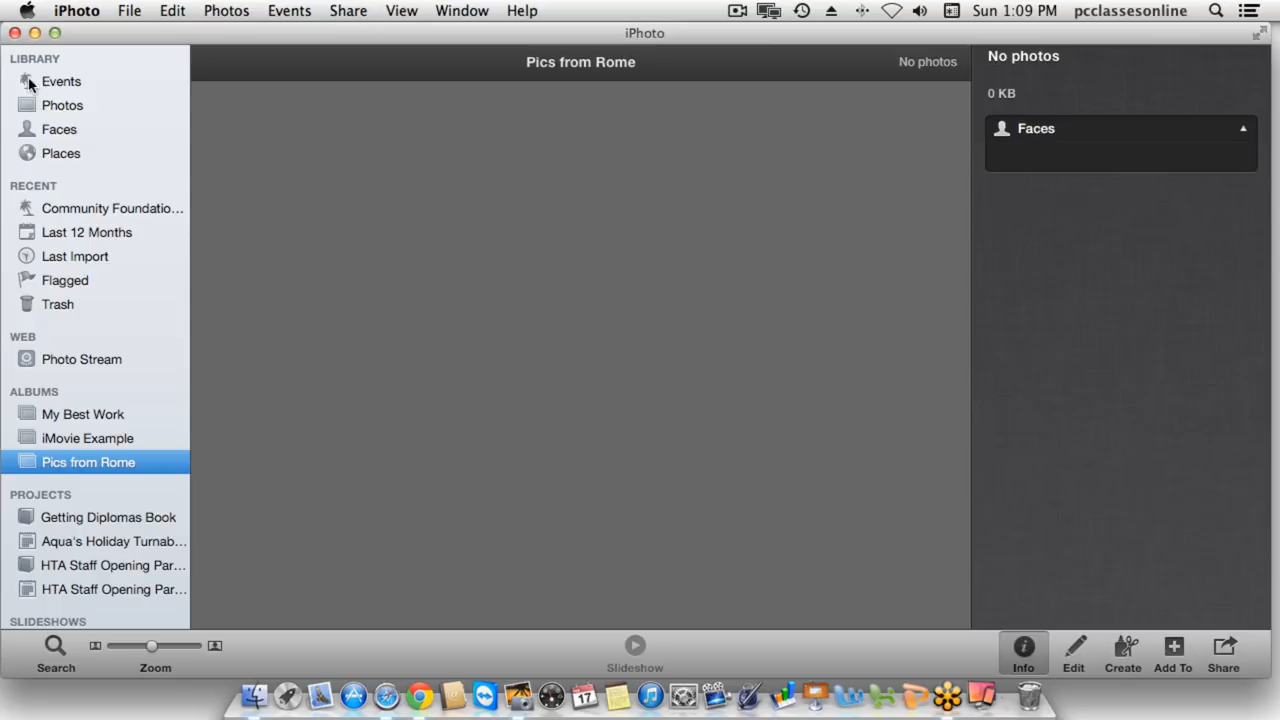 iPhoto File Edit Photos Events Share View Window Help Sun 1:09 PM pcclassesonline
iPhoto
LIBRARY
Events
Photos
Faces
Places
RECENT
Community Foundatio...
Last 12 Months
Last Import
Flagged
Trash
WEB
Photo Stream
ALBUMS
My Best Work
iMovie Example
Pics from Rome
PROJECTS
Getting Diplomas Book
Aqua's Holiday Turnab...
HTA Staff Opening Par...
HTA Staff Opening Par...
SLIDESHOWS
Pics from Rome No photos
No photos
0 KB
Faces
Search Zoom Slideshow Info Edit Create Add To Share
17